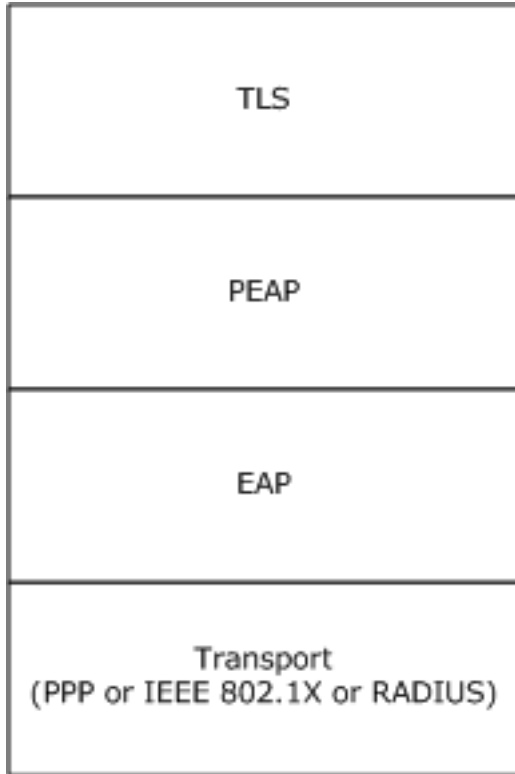 TLS
PEAP
EAP
Transport
(PPP or IEEE 802.1X or RADIUS)